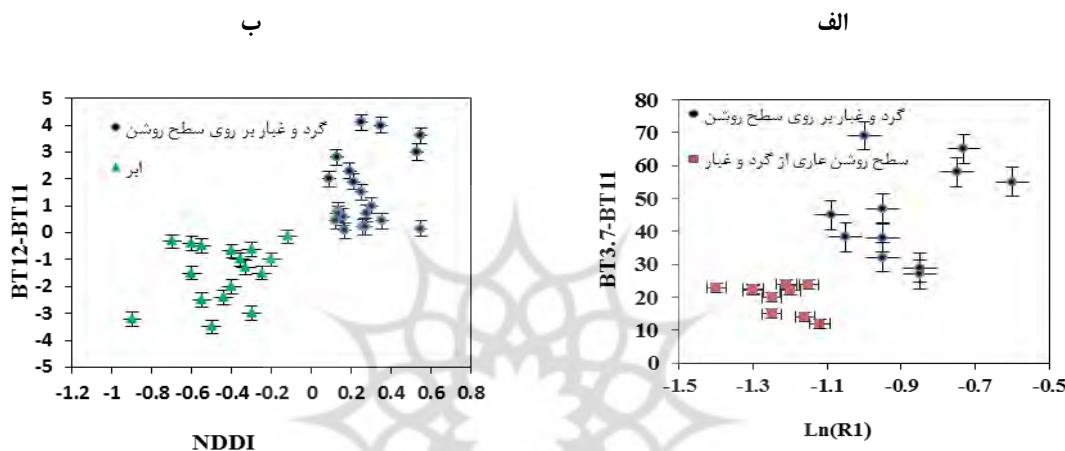 الف
80
70
60
50
40
30
20
10
0
BT3.7-BT11
گرد و غبار بر روی سطح روشن
سطح روشن عاری از گرد و غبار
-1.5 -1.3 -1.1 -0.9 -0.7 -0.5
Ln(R1)
ب
5
4
3
2
1
0
-1
-2
-3
-4
-5
BT12-BT11
گرد و غبار بر روی سطح روشن
ابر
-1.2 -1 -0.8 -0.6 -0.4 -0.2 0 0.2 0.4 0.6 0.8
NDDI